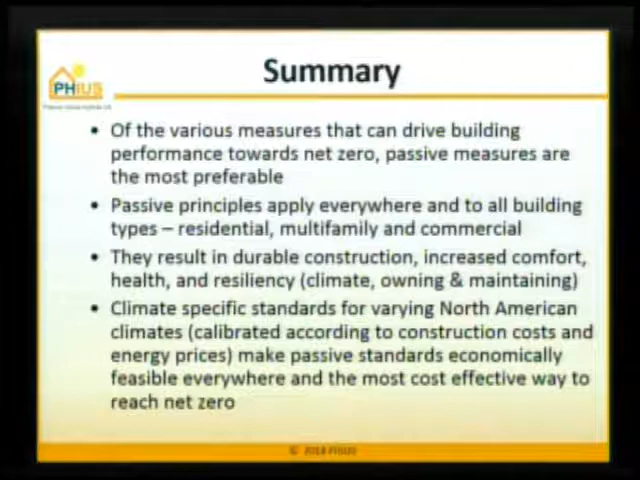 Summary
PHIUS
• Of the various measures that can drive building
performance towards net zero, passive measures are
the most preferable
• Passive principles apply everywhere and to all building
types – residential, multifamily and commercial
• They result in durable construction, increased comfort,
health, and resiliency (climate, owning & maintaining)
• Climate specific standards for varying North American
climates (calibrated according to construction costs and
energy prices) make passive standards economically
feasible everywhere and the most cost effective way to
reach net zero
PHIUS